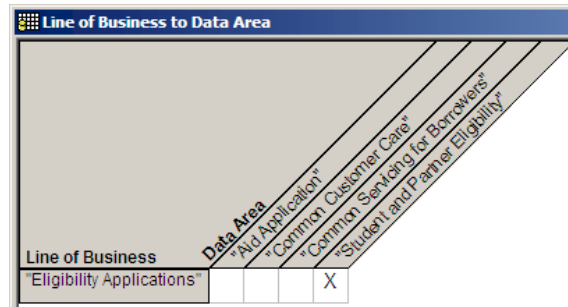 Line of Business to Data Area
Data Area
"Aid Application"
"Common Customer Care"
"Common Servicing for Borrowers"
"Student and Partner Eligibility"
Line of Business
"Eligibility Applications"
X